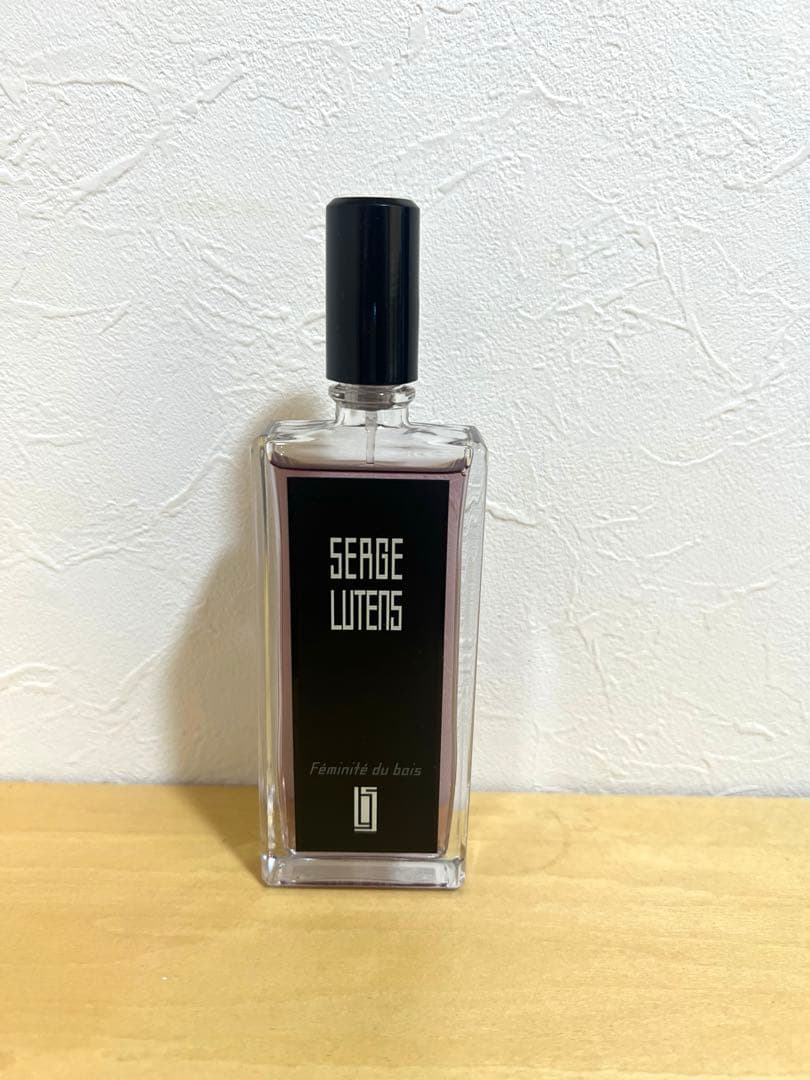 SERGE
LUTENS
Féminité du bois